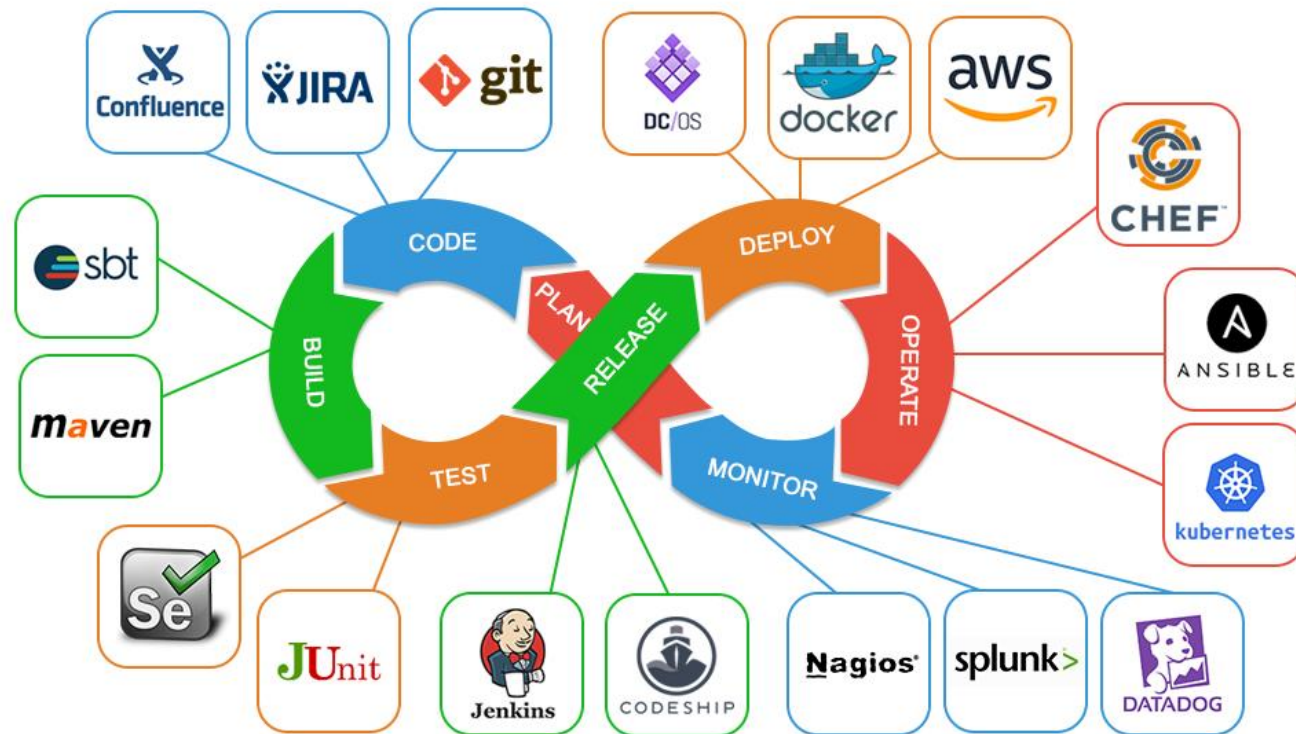 Confluence
JIRA
git
DC/OS
docker
aws
CHEF™
sbt
CODE
PLAN
RELEASE
DEPLOY
OPERATE
ANSIBLE
BUILD
maven
TEST
MONITOR
kubernetes
Se
JUnit
Jenkins
CODESHIP
Nagios®
splunk>
DATADOG